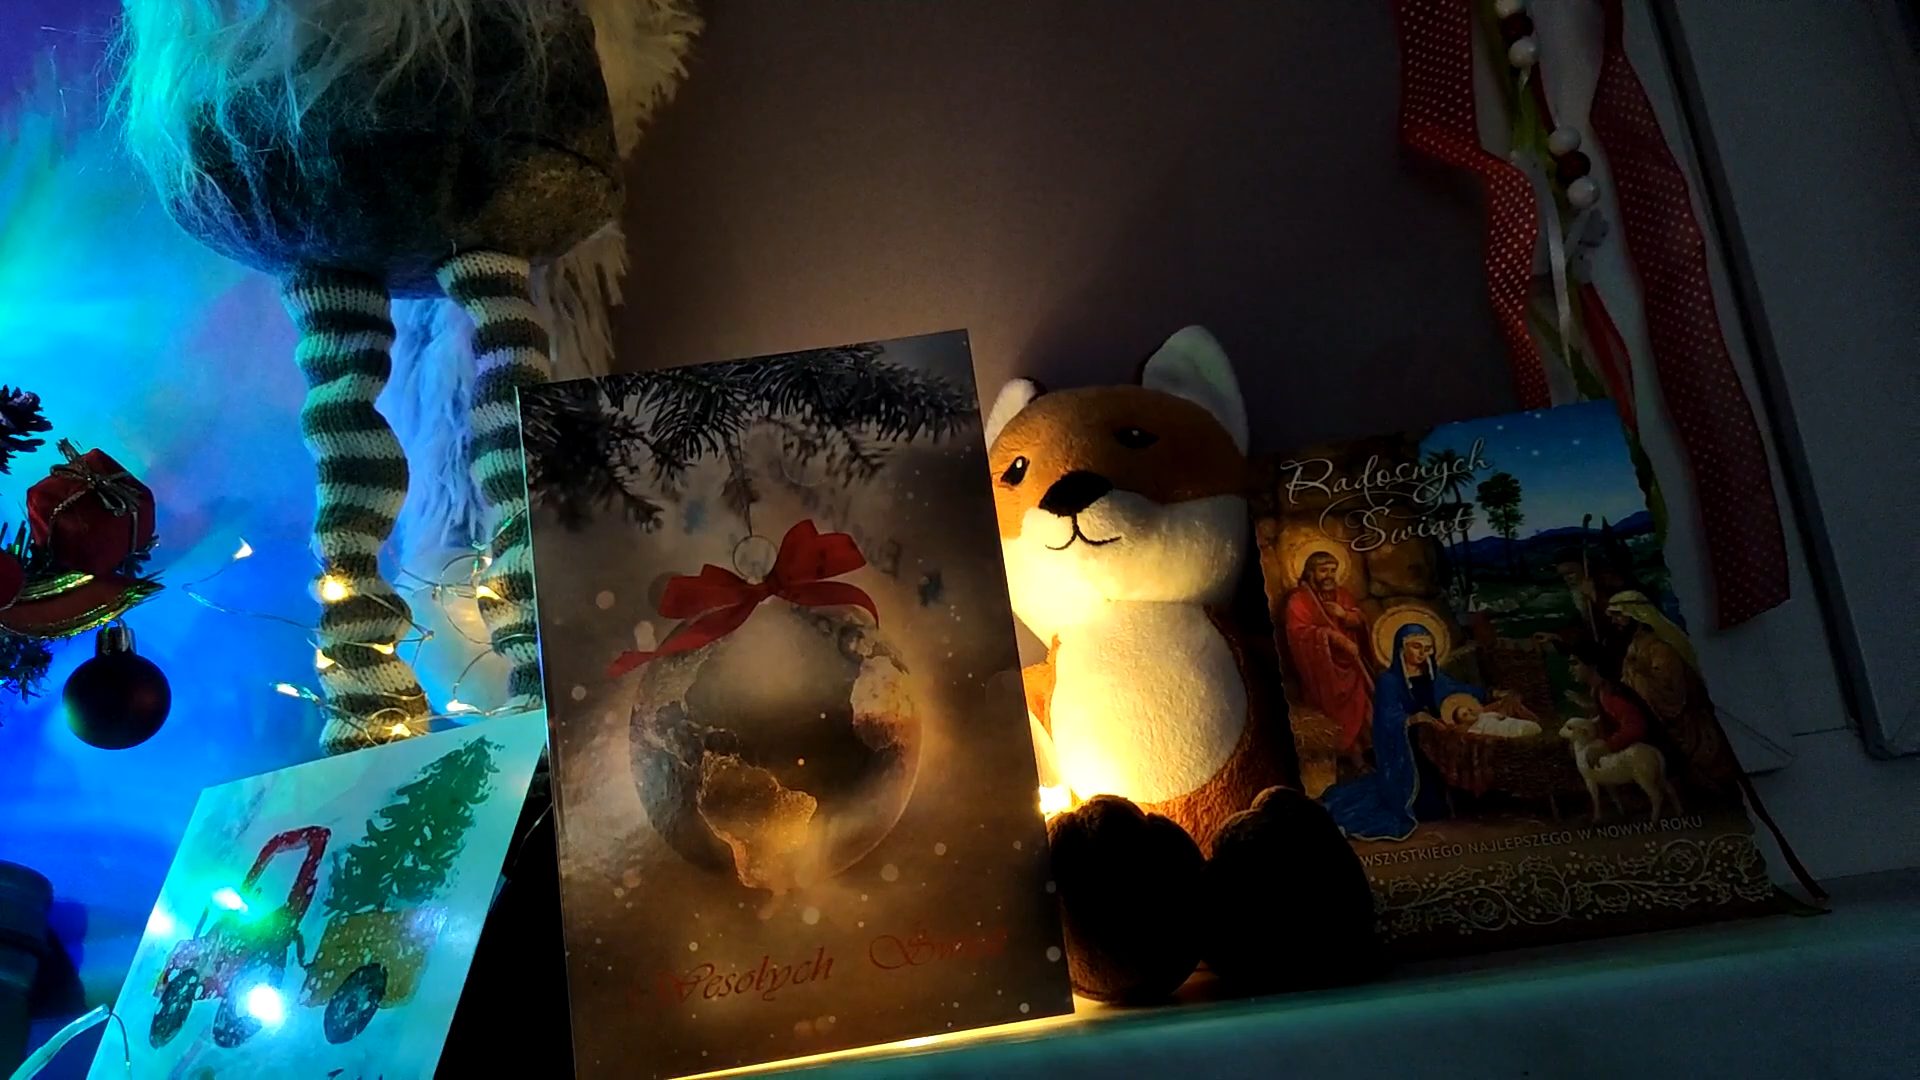 Wesołych Świąt
Radosnych
Świąt
WSZYSTKIEGO NAJLEPSZEGO W NOWYM ROKU